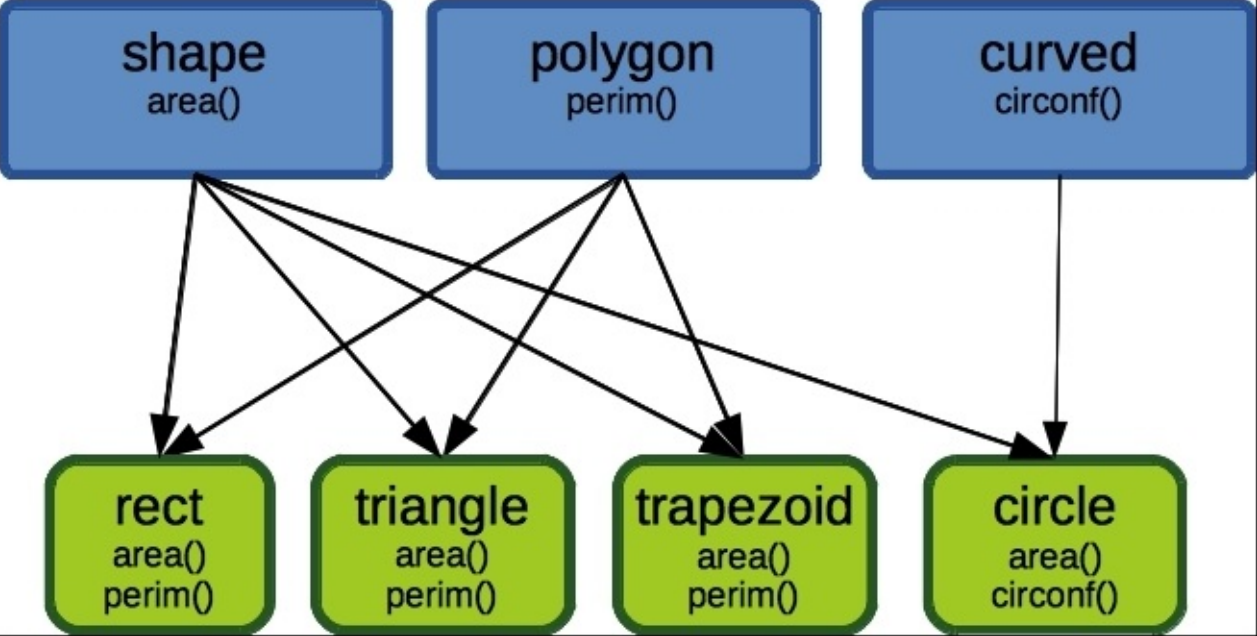 shape
area()
polygon
perim()
curved
circonf()
rect
area()
perim()
triangle
area()
perim()
trapezoid
area()
perim()
circle
area()
circonf()